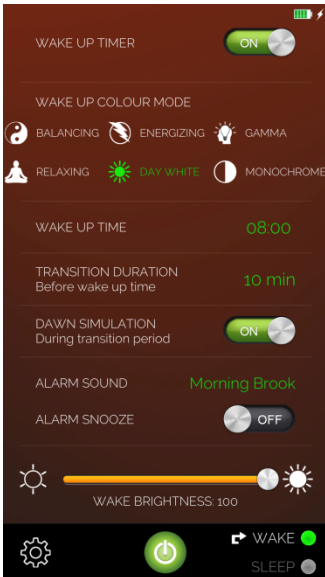 WAKE UP TIMER ON
WAKE UP COLOUR MODE
BALANCING ENERGIZING GAMMA
RELAXING DAY WHITE MONOCHROME
WAKE UP TIME 08:00
TRANSITION DURATION
Before wake up time
10 min
DAWN SIMULATION
During transition period
ON
ALARM SOUND Morning Brook
ALARM SNOOZE OFF
WAKE BRIGHTNESS: 100
WAKE
SLEEP